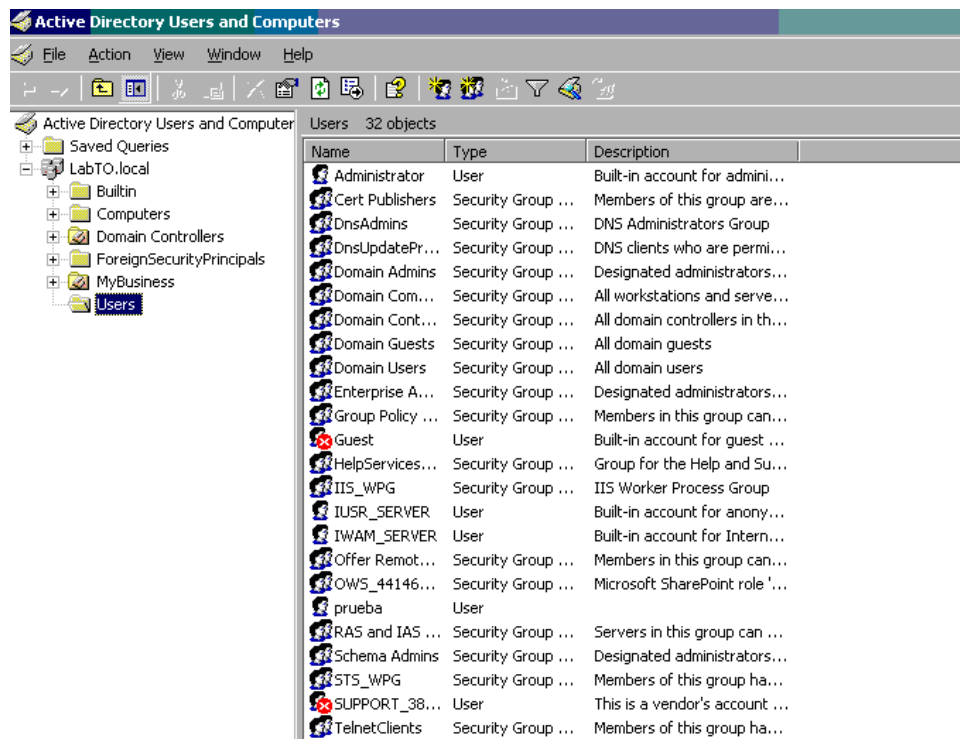 Active Directory Users and Computers
File Action View Window Help
Active Directory Users and Computer
Saved Queries
LabTO.local
Builtin
Computers
Domain Controllers
ForeignSecurityPrincipals
MyBusiness
Users
Users 32 objects
Name Type Description
Administrator User Built-in account for admini...
Cert Publishers Security Group ... Members of this group are...
DnsAdmins Security Group ... DNS Administrators Group
DnsUpdatePr... Security Group ... DNS clients who are permi...
Domain Admins Security Group ... Designated administrators...
Domain Com... Security Group ... All workstations and serve...
Domain Cont... Security Group ... All domain controllers in th...
Domain Guests Security Group ... All domain guests
Domain Users Security Group ... All domain users
Enterprise A... Security Group ... Designated administrators...
Group Policy ... Security Group ... Members in this group can...
Guest User Built-in account for guest ...
HelpServices... Security Group ... Group for the Help and Su...
IIS_WPG Security Group ... IIS Worker Process Group
IUSR_SERVER User Built-in account for anony...
IWAM_SERVER User Built-in account for Intern...
Offer Remot... Security Group ... Members in this group can...
OWS_44146... Security Group ... Microsoft SharePoint role '...
prueba User
RAS and IAS ... Security Group ... Servers in this group can ...
Schema Admins Security Group ... Designated administrators...
STS_WPG Security Group ... Members of this group ha...
SUPPORT_38... User This is a vendor's account ...
TelnetClients Security Group ... Members of this group ha...